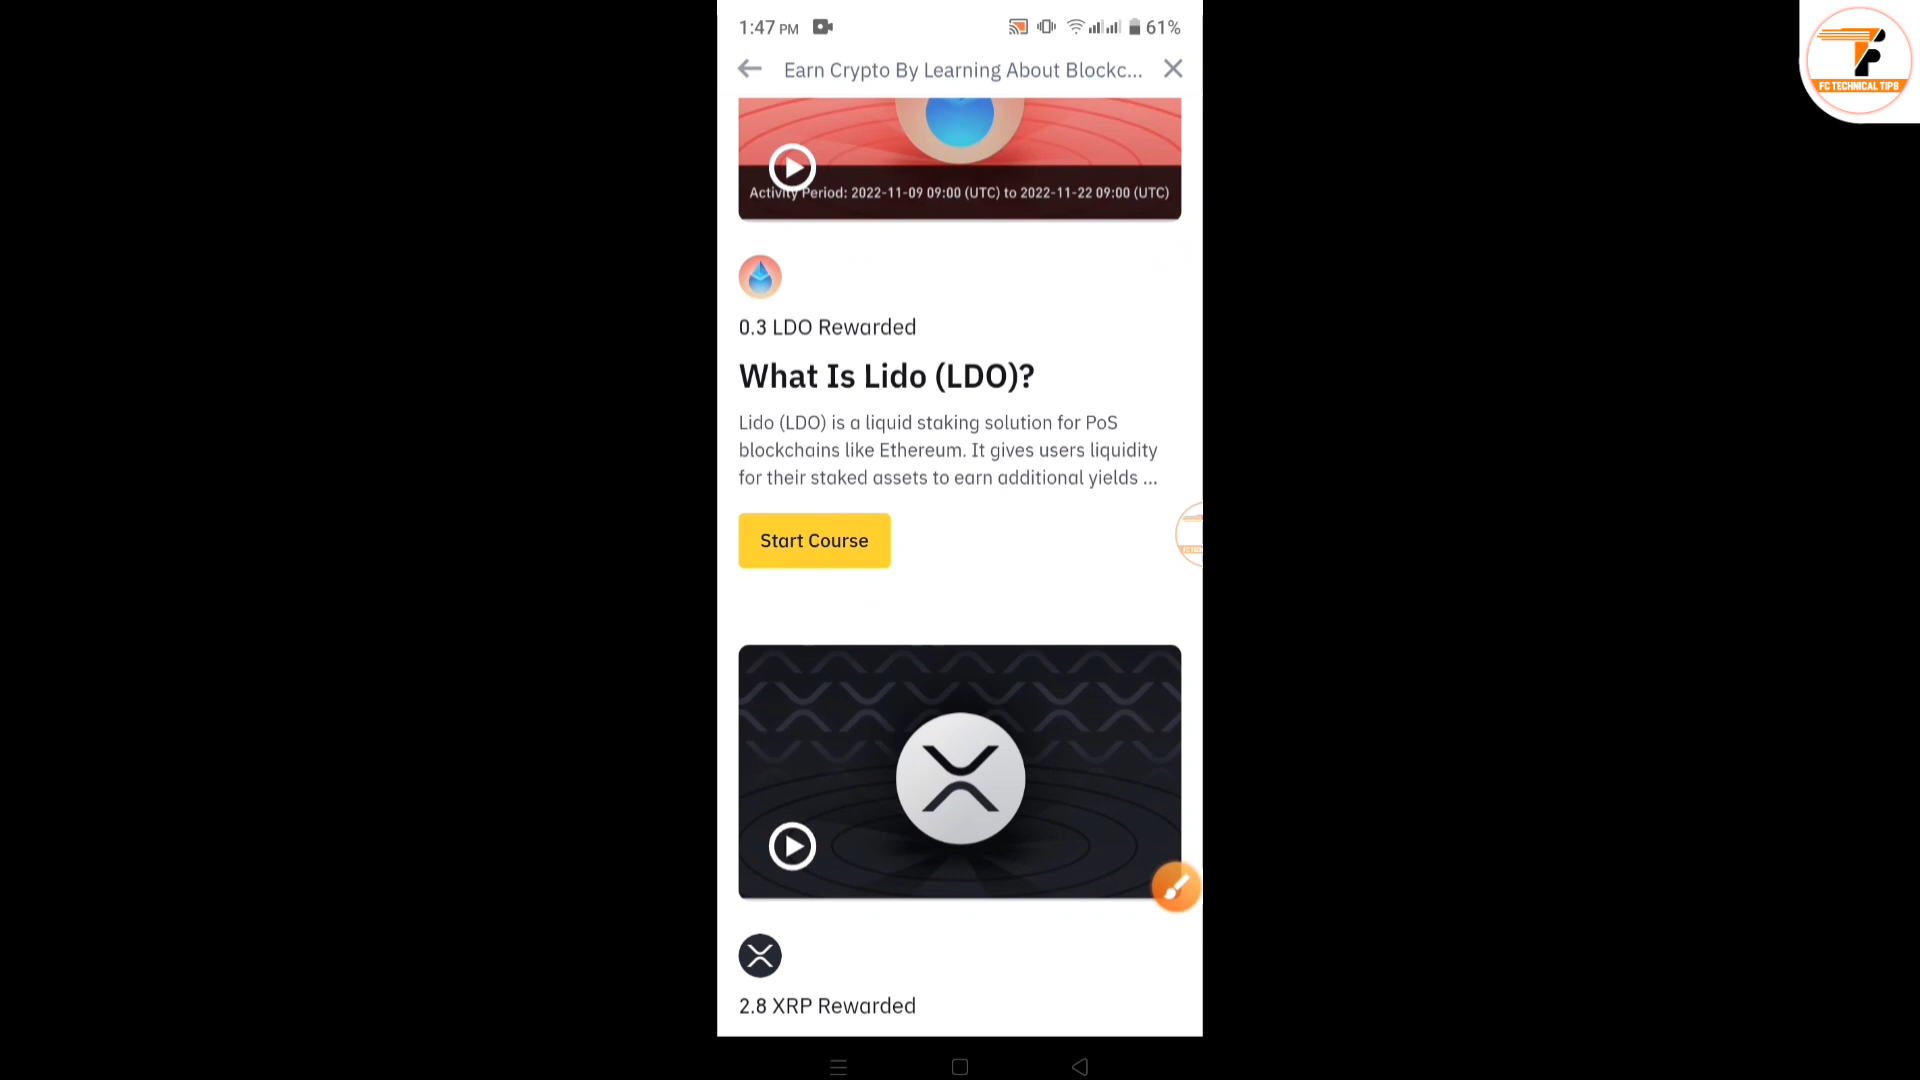 1:47 PM
61%
FC TECHNICAL TIPS
Earn Crypto By Learning About Blockc...
Activity Period: 2022-11-09 09:00 (UTC) to 2022-11-22 09:00 (UTC)
0.3 LDO Rewarded
What Is Lido (LDO)?
Lido (LDO) is a liquid staking solution for PoS
blockchains like Ethereum. It gives users liquidity
for their staked assets to earn additional yields ...
Start Course
2.8 XRP Rewarded